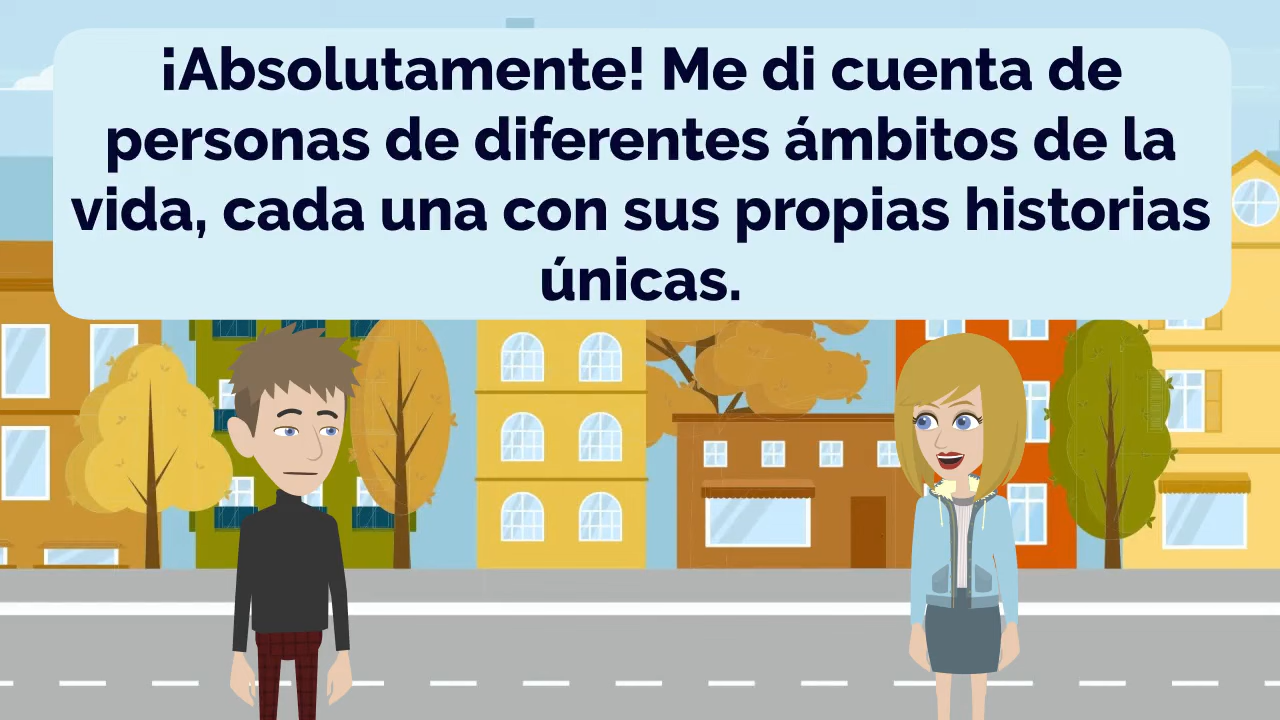 ¡Absolutamente! Me di cuenta de
personas de diferentes ámbitos de la
vida, cada una con sus propias historias
únicas.